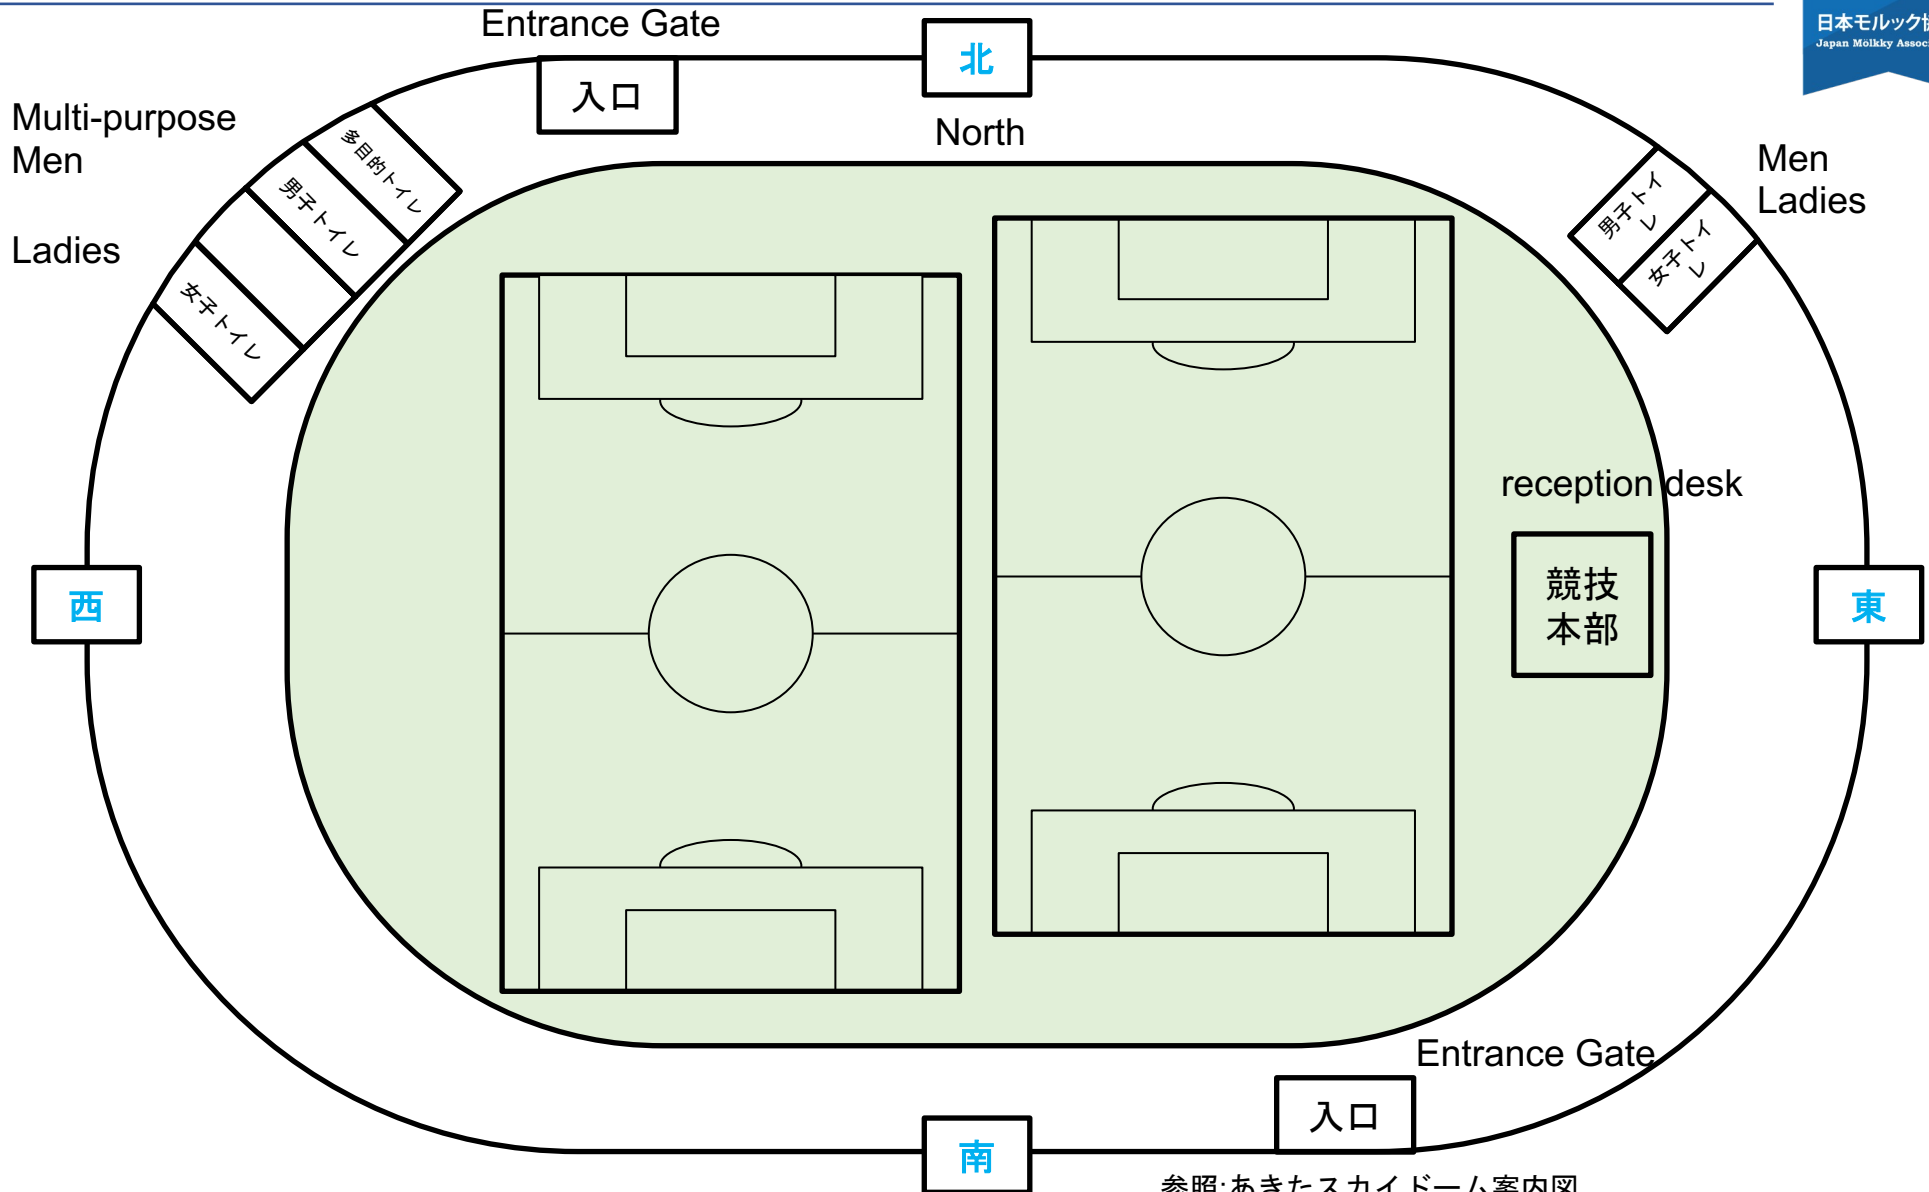 日本モルック
Japan Mölkky Assoc
Entrance Gate
北
入口
North
Multi-purpose
Men
Ladies
多目的トイレ
男子トイレ
女子トイレ
Men
Ladies
男子トイ
レ
女子トイ
レ
reception desk
競技
本部
西
東
Entrance Gate
入口
南
参照:あきたスカイドーム案内図